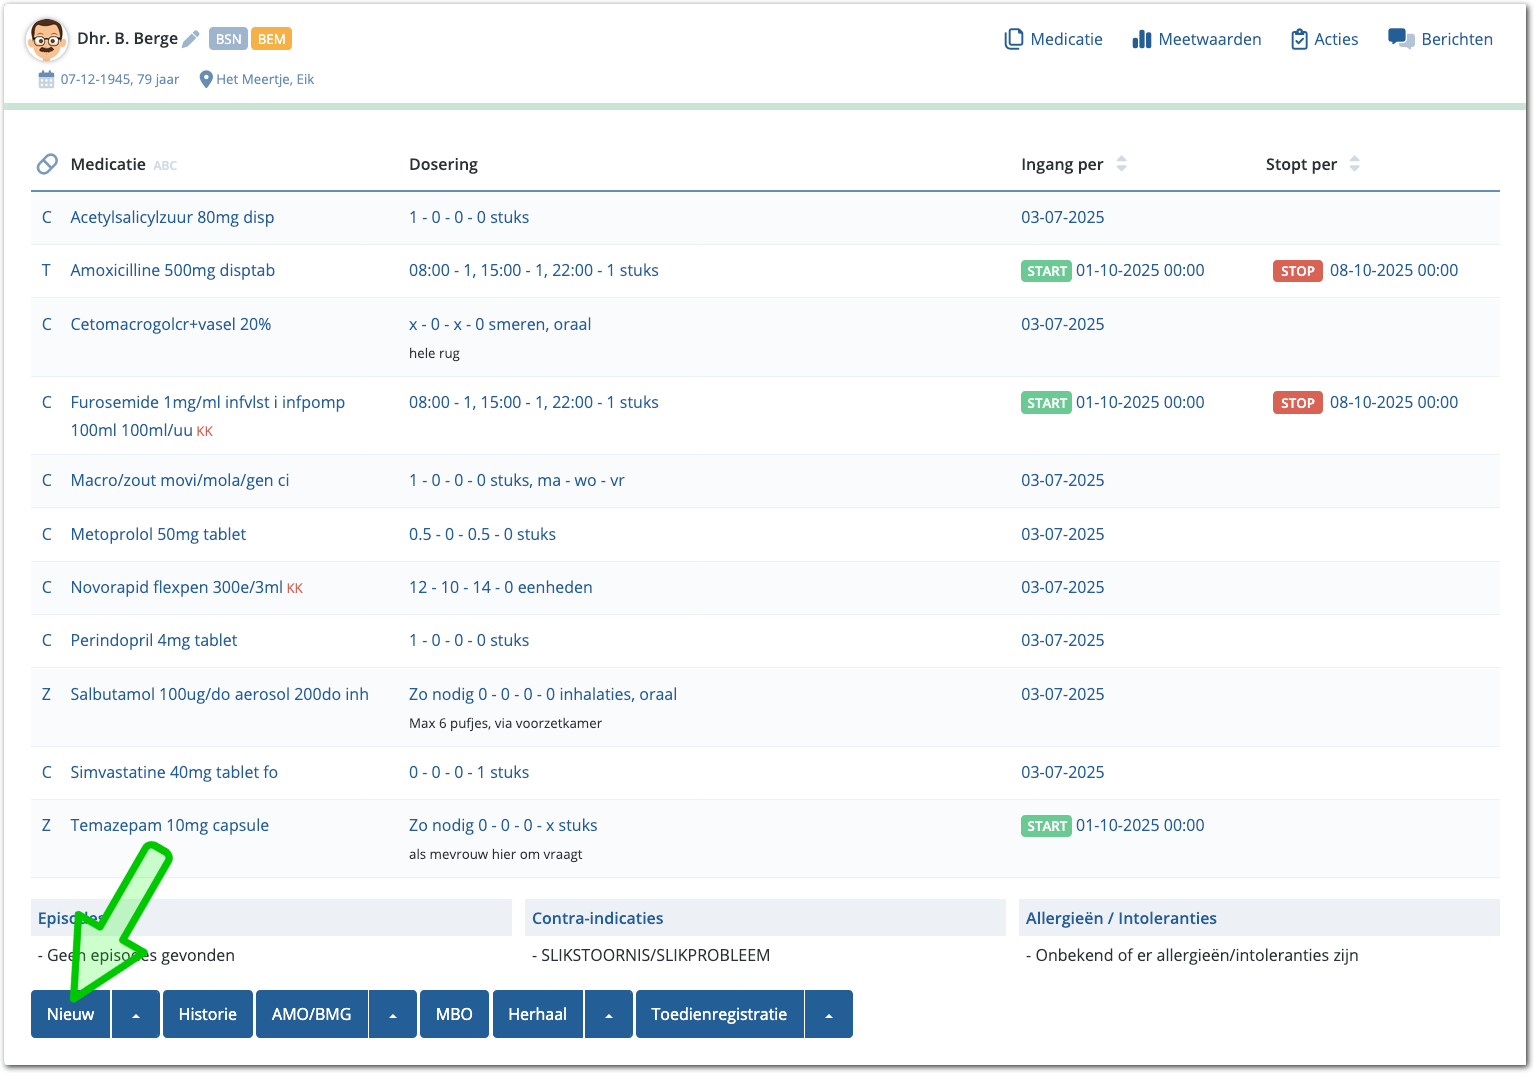 Dhr. B. Berge BSN BEM
07-12-1945, 79 jaar Het Meertje, Eik
Medicatie Meetwaarden Acties Berichten
Medicatie ABC Dosering Ingang per Stopt per
C Acetylsalicylzuur 80mg disp 1 - 0 - 0 - 0 stuks 03-07-2025
T Amoxicilline 500mg disptab 08:00 - 1, 15:00 - 1, 22:00 - 1 stuks START 01-10-2025 00:00 STOP 08-10-2025 00:00
C Cetomacrogolcr+vasel 20% x - 0 - x - 0 smeren, oraal 03-07-2025
hele rug
C Furosemide 1mg/ml infvlst i infpomp 08:00 - 1, 15:00 - 1, 22:00 - 1 stuks START 01-10-2025 00:00 STOP 08-10-2025 00:00
100ml 100ml/uu KK
C Macro/zout movi/mola/gen ci 1 - 0 - 0 - 0 stuks, ma - wo - vr 03-07-2025
C Metoprolol 50mg tablet 0.5 - 0 - 0.5 - 0 stuks 03-07-2025
C Novorapid flexpen 300e/3ml KK 12 - 10 - 14 - 0 eenheden 03-07-2025
C Perindopril 4mg tablet 1 - 0 - 0 - 0 stuks 03-07-2025
Z Salbutamol 100ug/do aerosol 200do inh Zo nodig 0 - 0 - 0 - 0 inhalaties, oraal 03-07-2025
Max 6 pufjes, via voorzetkamer
C Simvastatine 40mg tablet fo 0 - 0 - 0 - 1 stuks 03-07-2025
Z Temazepam 10mg capsule Zo nodig 0 - 0 - 0 - x stuks START 01-10-2025 00:00
als mevrouw hier om vraagt
Episodes Contra-indicaties Allergieën / Intoleranties
- Geen episodes gevonden - SLIKSTOORNIS/SLIKPROBLEEM - Onbekend of er allergieën/intoleranties zijn
Nieuw Historie AMO/BMG MBO Herhaal Toedienregistratie